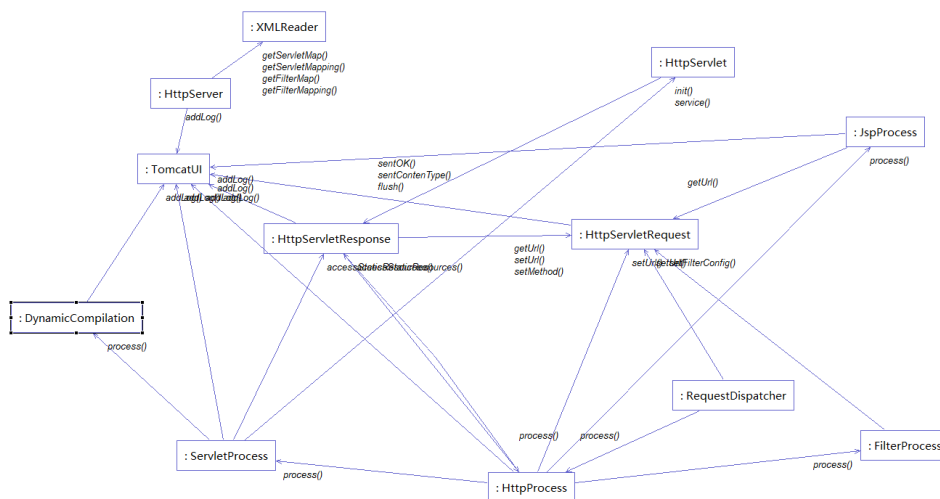 : XMLReader
getServletMap()
getServletMapping()
getFilterMap()
getFilterMapping()
: HttpServlet
init()
service()
: HttpServer
addLog()
: JspProcess
process()
: TomcatUI
sentOK()
sentContenType()
flush()
addLog()
addLog()
getUrl()
: HttpServletResponse
: HttpServletRequest
getUrl()
setUrl()
setMethod()
setFilterConfig()
: DynamicCompilation
process()
: RequestDispatcher
process()
process()
: ServletProcess
: FilterProcess
process()
process()
: HttpProcess